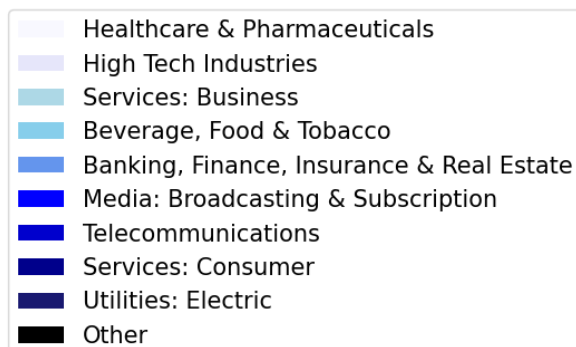 Healthcare & Pharmaceuticals
High Tech Industries
Services: Business
Beverage, Food & Tobacco
Banking, Finance, Insurance & Real Estate
Media: Broadcasting & Subscription
Telecommunications
Services: Consumer
Utilities: Electric
Other